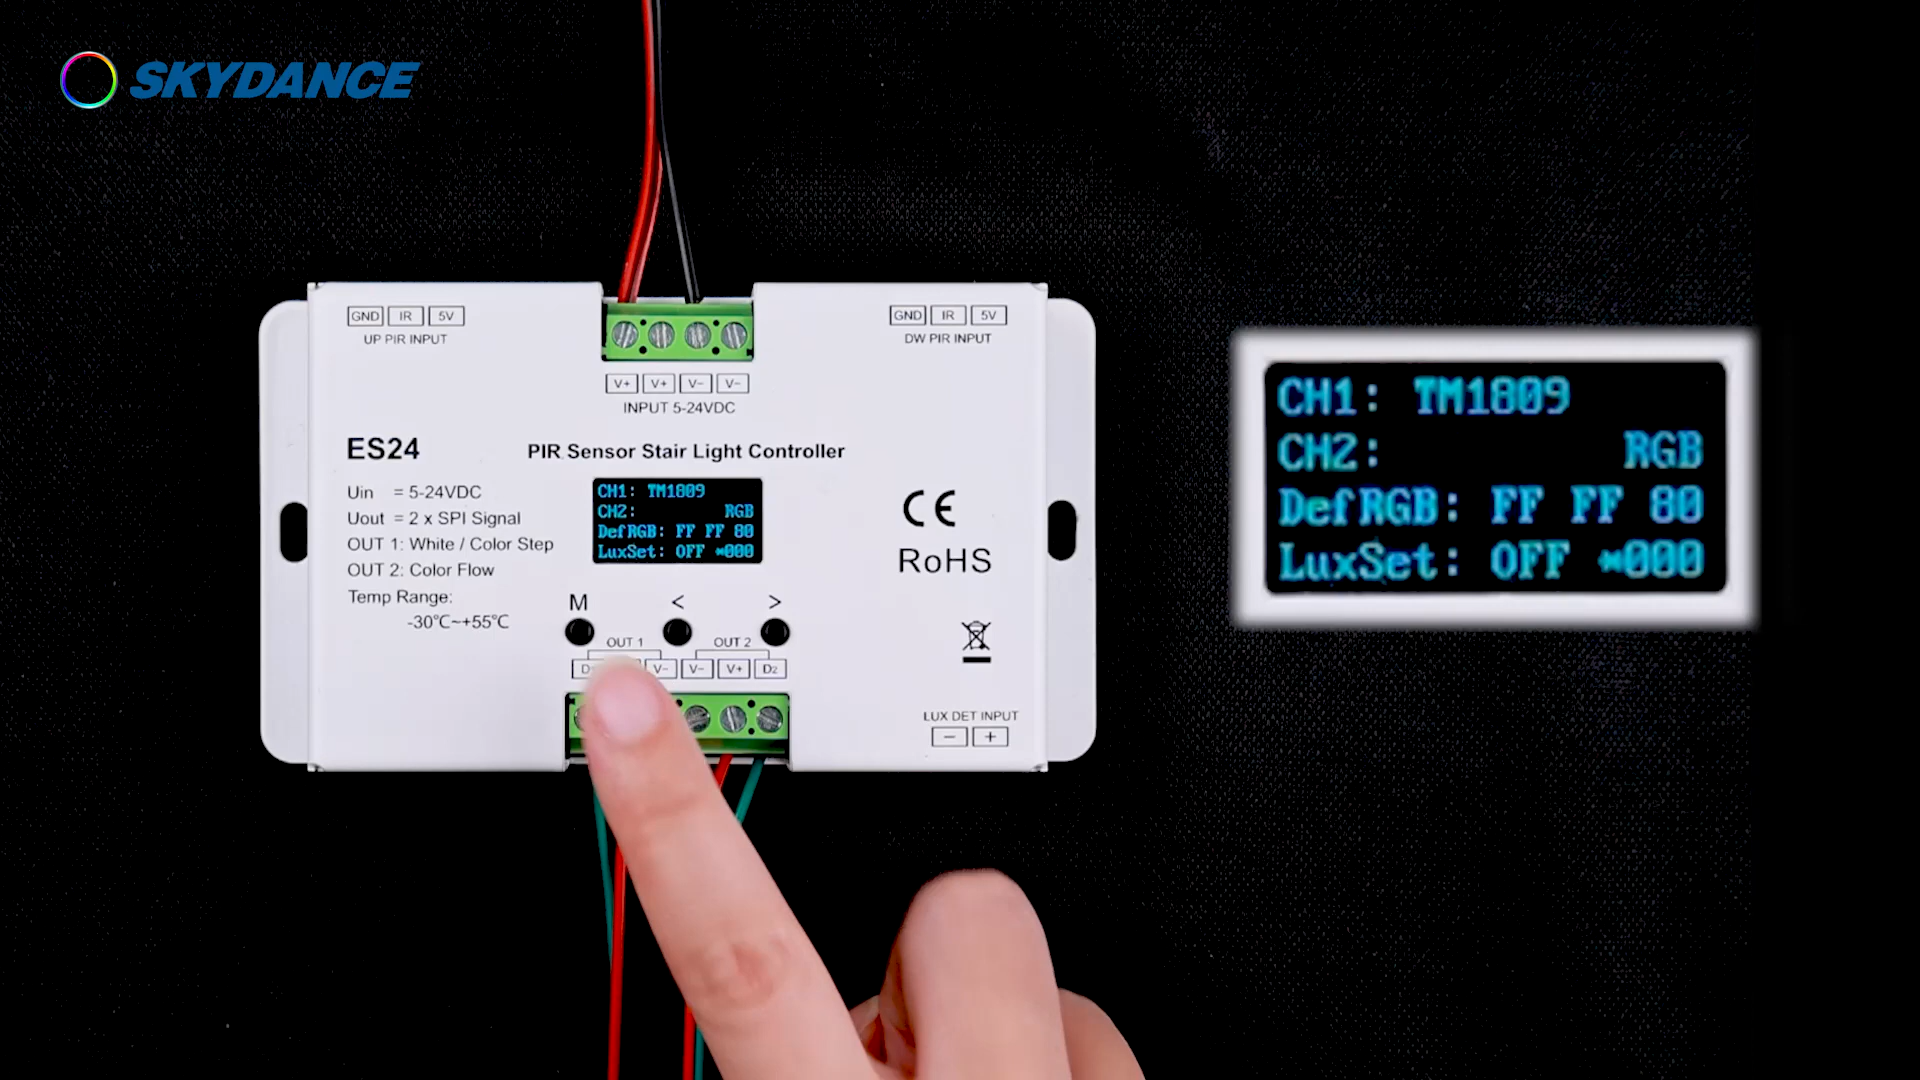 SKYDANCE
GND IR 5V
UP PIR INPUT
GND IR 5V
DW PIR INPUT
V+ V+ V- V-
INPUT 5-24VDC
ES24
PIR Sensor Stair Light Controller
Uin = 5-24VDC
Uout = 2 x SPI Signal
OUT 1: White / Color Step
OUT 2: Color Flow
Temp Range:
-30℃~+55℃
CH1: TM1809
CH2: RGB
DefRGB: FF FF 80
LuxSet: OFF *000
CE
RoHS
M < >
OUT 1 OUT 2
V- V- V+ D2
LUX DET INPUT
- +
CH1: TM1809
CH2: RGB
DefRGB: FF FF 80
LuxSet: OFF *000